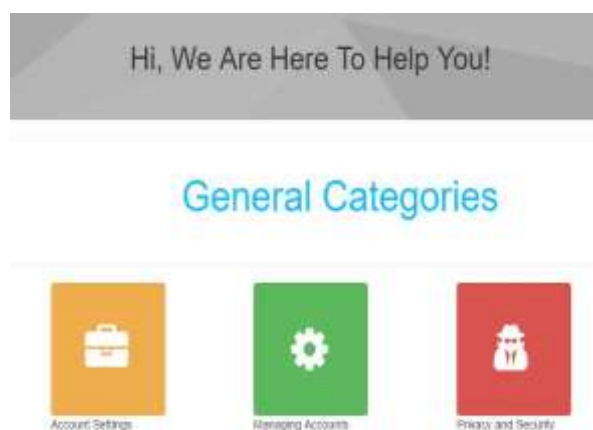 Hi, We Are Here To Help You!
General Categories
Account Settings
Managing Accounts
Privacy and Security